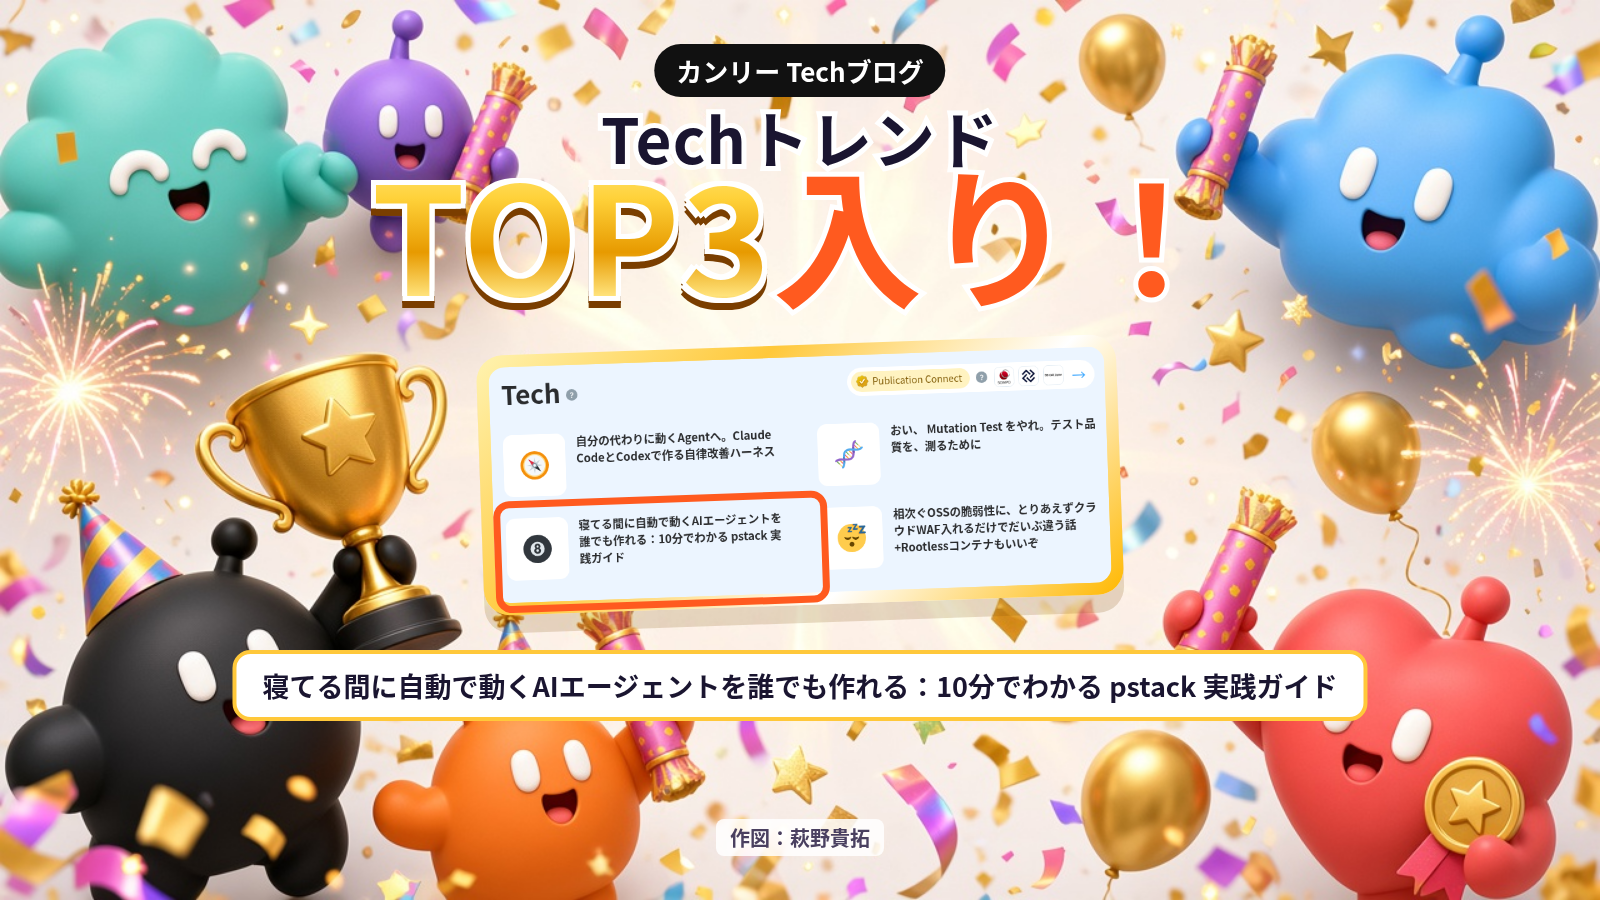 カンリー Techブログ
Techトレンド
TOP3入り！
Tech ?
Publication Connect ?
自分の代わりに動くAgentへ。Claude
CodeとCodexで作る自律改善ハーネス
おい、 Mutation Test をやれ。テスト品
質を、測るために
8
寝てる間に自動で動くAIエージェントを
誰でも作れる：10分でわかる pstack 実
践ガイド
zzz
相次ぐOSSの脆弱性に、とりあえずクラ
ウドWAF入れるだけでだいぶ違う話
+Rootlessコンテナもいいぞ
寝てる間に自動で動くAIエージェントを誰でも作れる：10分でわかる pstack 実践ガイド
作図：萩野貴拓